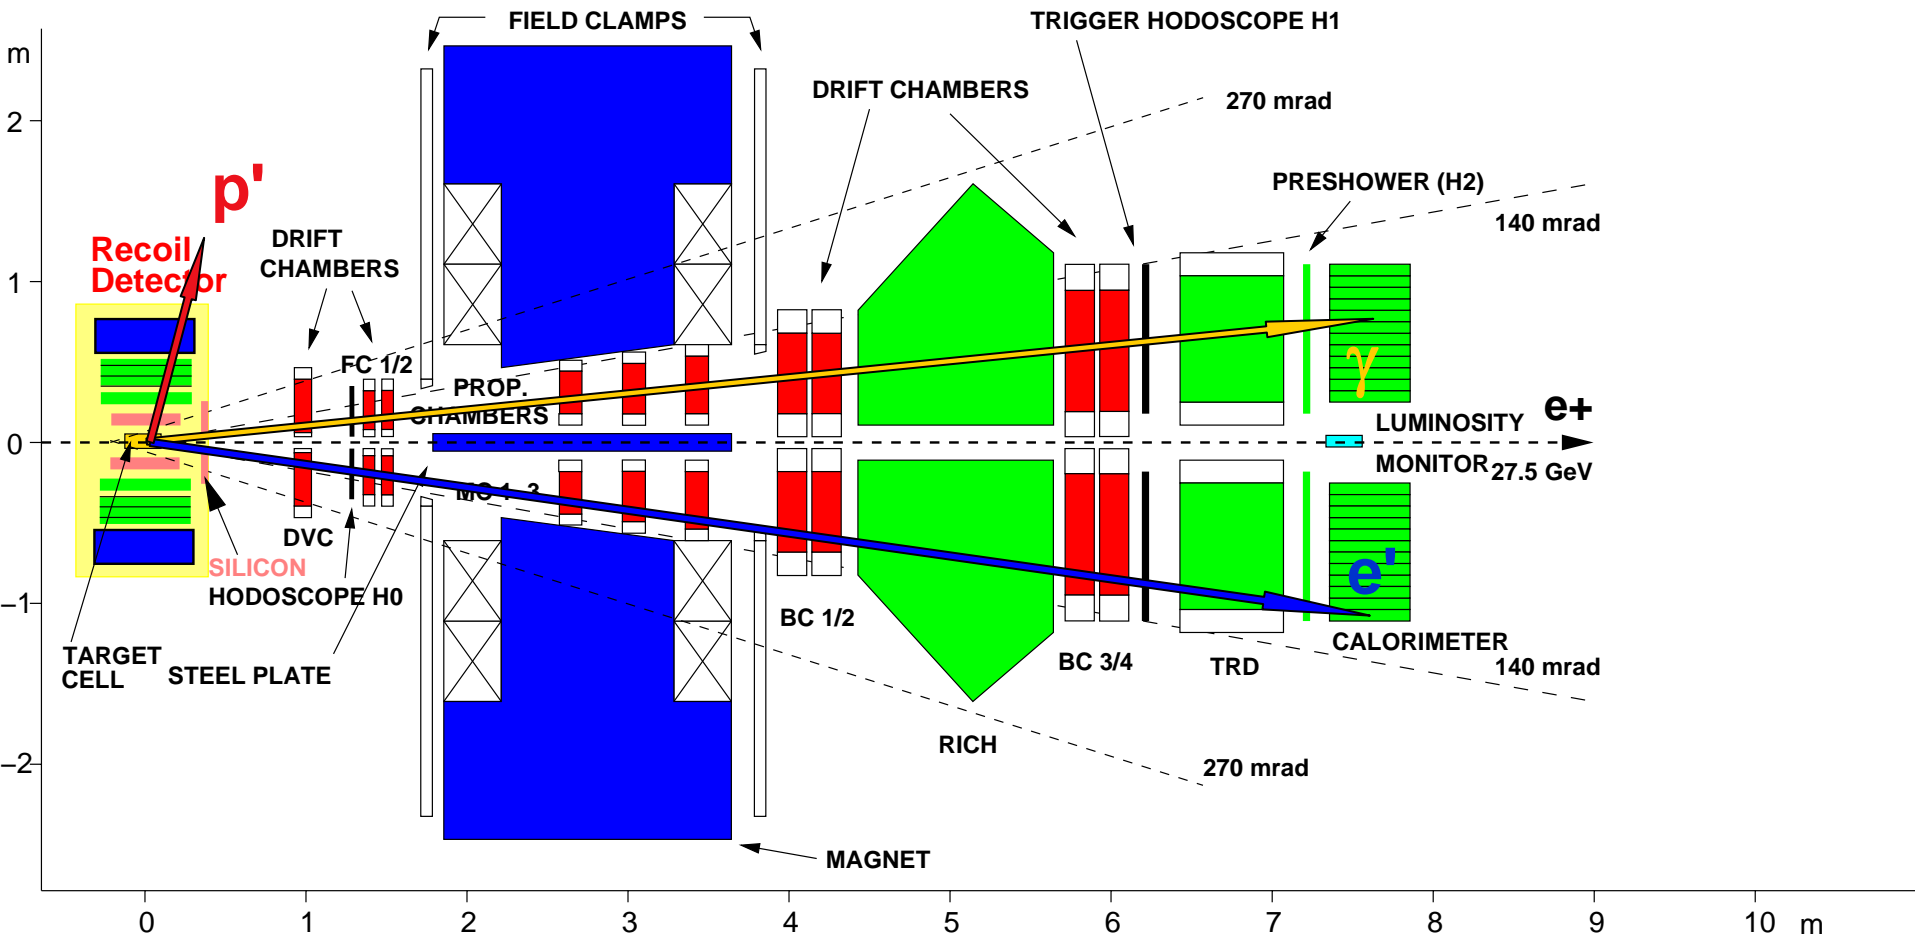 FIELD CLAMPS
TRIGGER HODOSCOPE H1
m
DRIFT CHAMBERS
270 mrad
2
p'
PRESHOWER (H2)
140 mrad
Recoil
Detector
DRIFT
CHAMBERS
1
FC 1/2
PROP.
CHAMBERS
γ
e+
LUMINOSITY
0
MONITOR
27.5 GeV
MC 1–3
DVC
SILICON
HODOSCOPE H0
e'
–1
BC 1/2
CALORIMETER
TARGET
CELL
STEEL PLATE
BC 3/4
TRD
140 mrad
RICH
–2
270 mrad
MAGNET
0 1 2 3 4 5 6 7 8 9 10 m